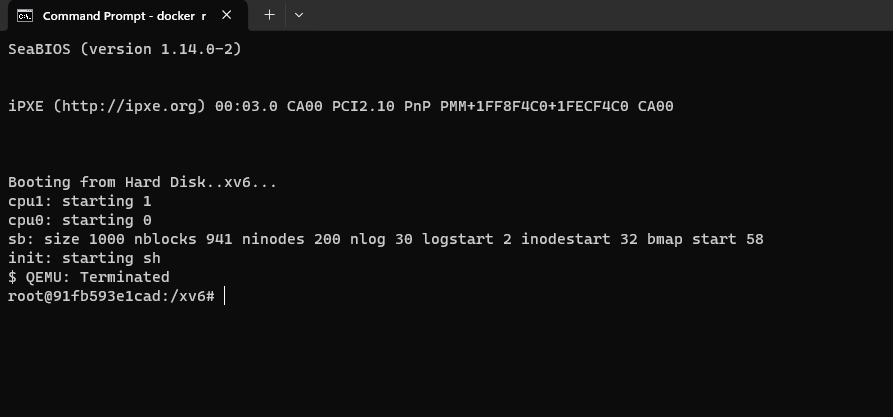 Command Prompt - docker r
SeaBIOS (version 1.14.0-2)
iPXE (http://ipxe.org) 00:03.0 CA00 PCI2.10 PnP PMM+1FF8F4C0+1FECF4C0 CA00
Booting from Hard Disk..xv6...
cpu1: starting 1
cpu0: starting 0
sb: size 1000 nblocks 941 ninodes 200 nlog 30 logstart 2 inodestart 32 bmap start 58
init: starting sh
$ QEMU: Terminated
root@91fb593e1cad:/xv6#